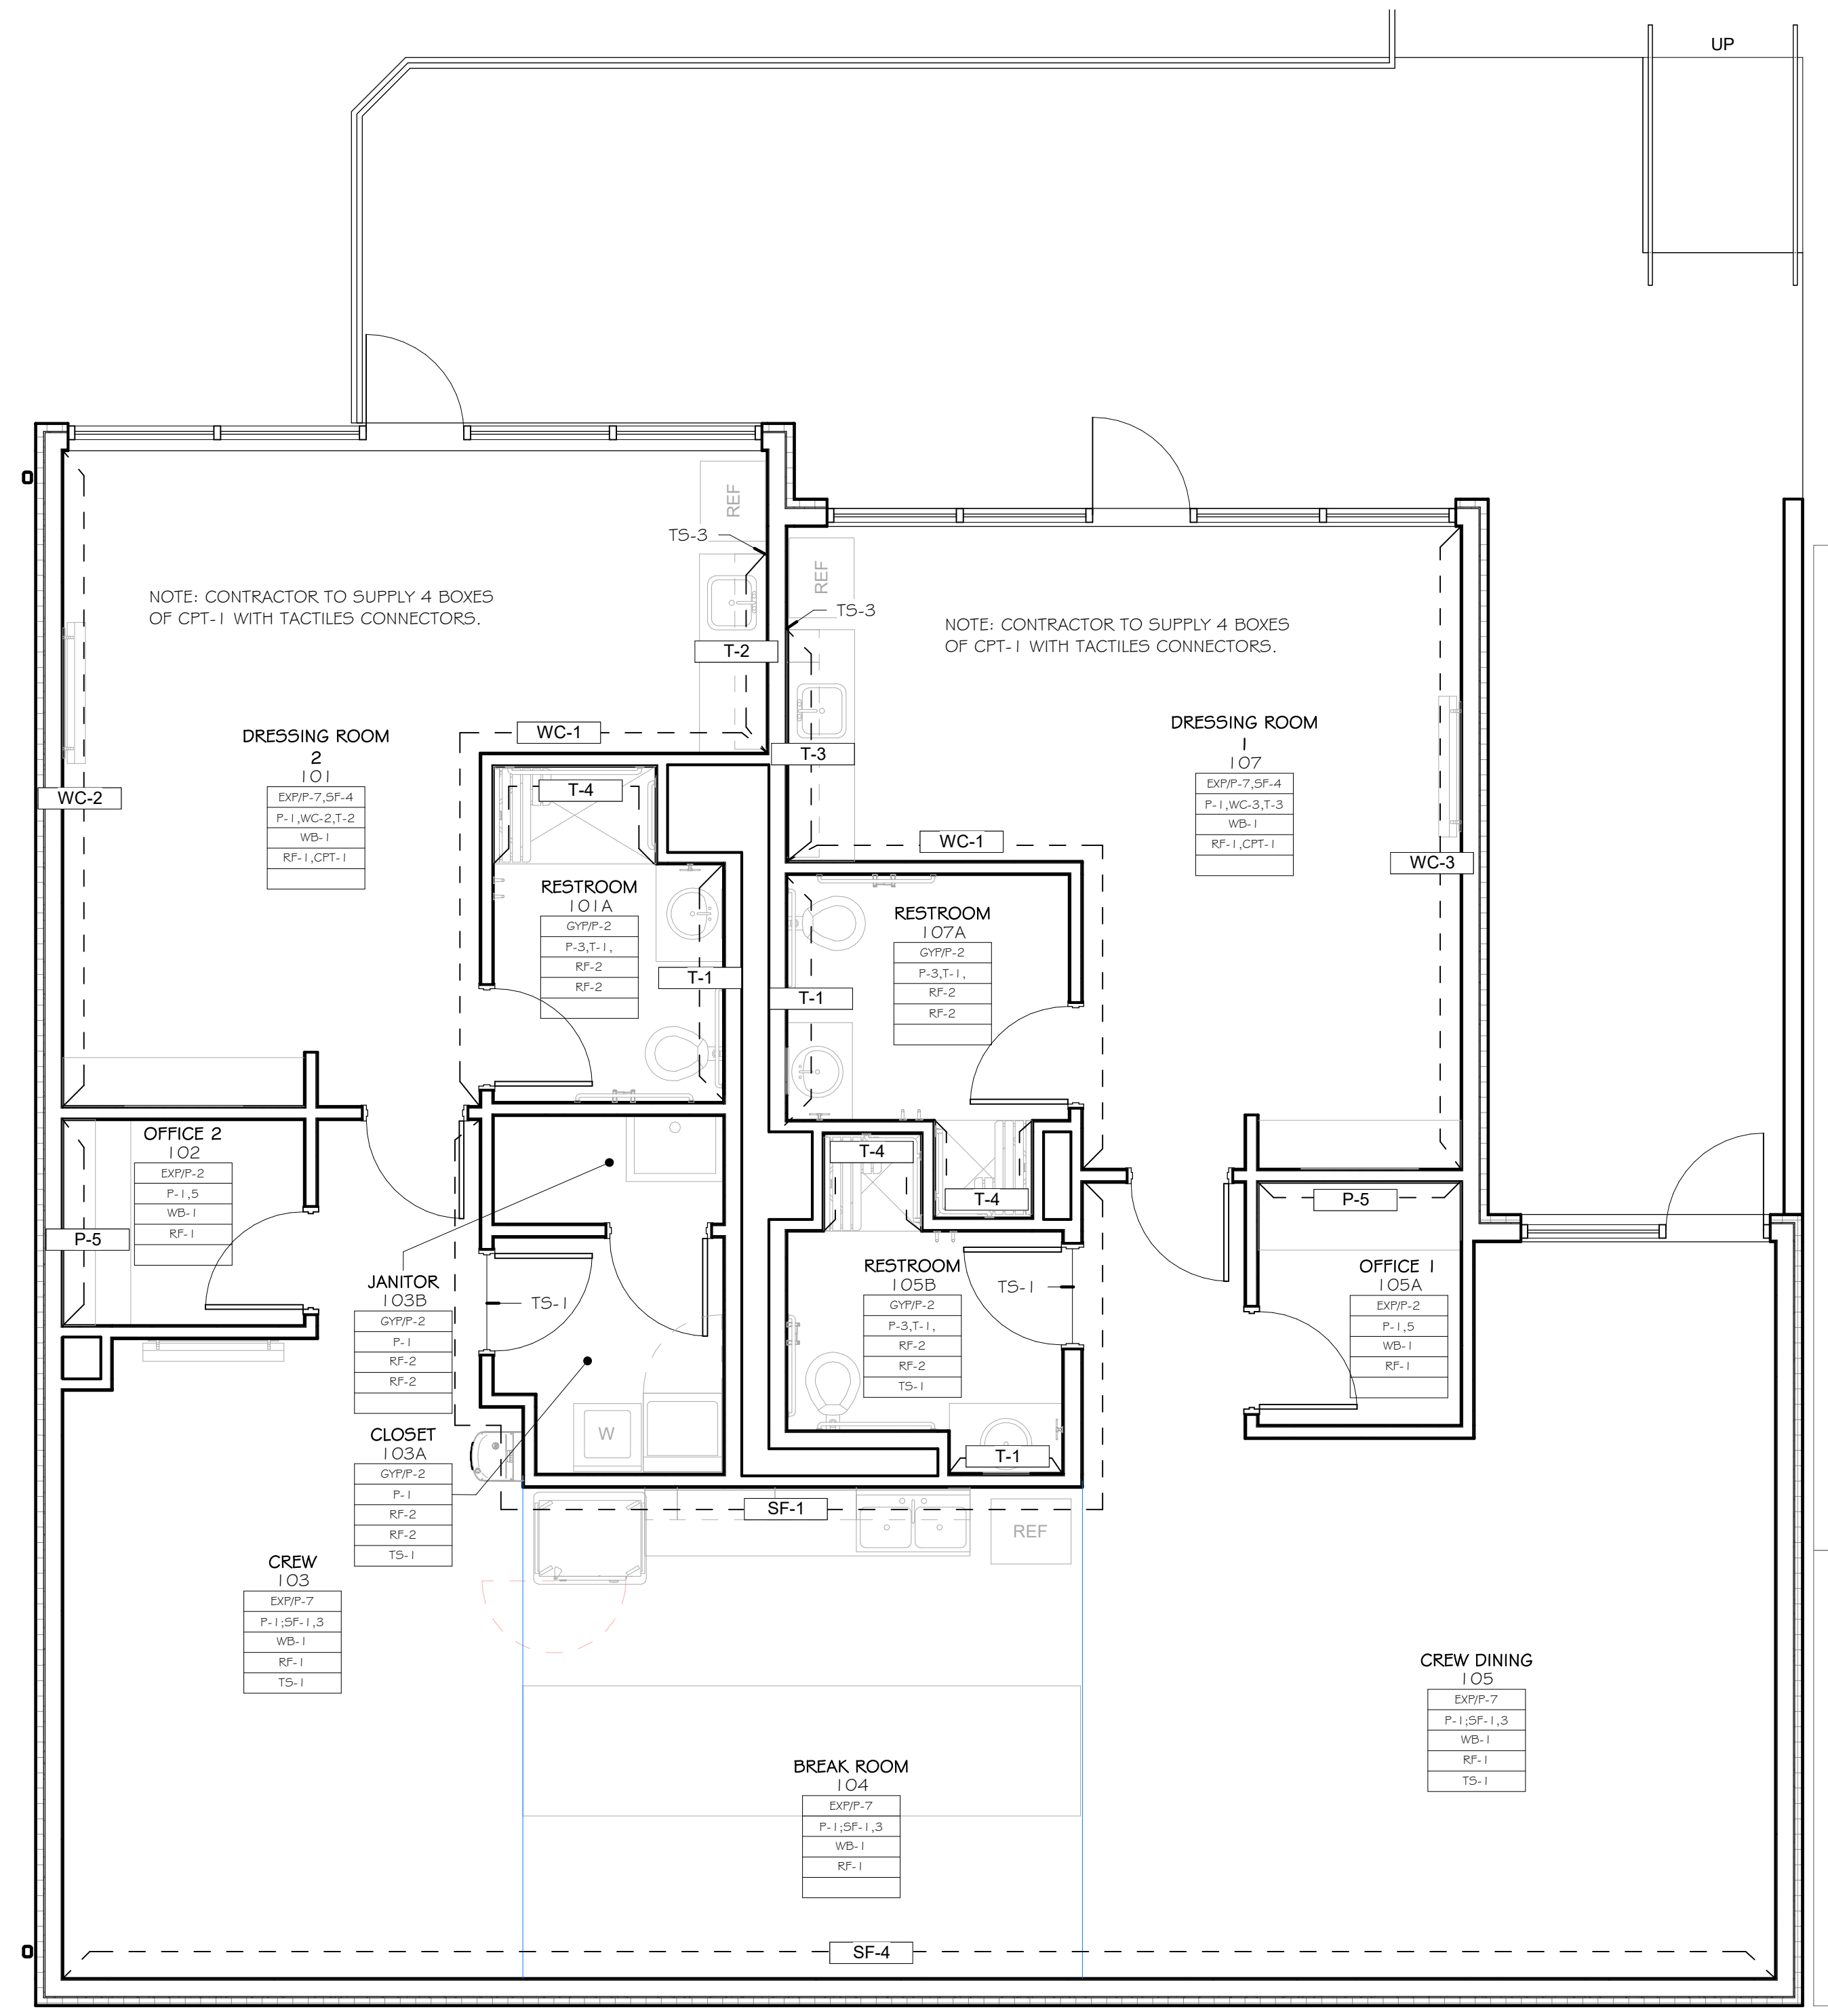 UP
REF
TS-3
REF
TS-3
NOTE: CONTRACTOR TO SUPPLY 4 BOXES
OF CPT-1 WITH TACTILES CONNECTORS.
NOTE: CONTRACTOR TO SUPPLY 4 BOXES
OF CPT-1 WITH TACTILES CONNECTORS.
T-2
WC-1
T-3
DRESSING ROOM
2
101
EXP/P-7,SF-4
P-1,WC-2,T-2
WB-1
RF-1,CPT-1
WC-2
DRESSING ROOM
1
107
EXP/P-7,SF-4
P-1,WC-3,T-3
WB-1
RF-1,CPT-1
WC-3
T-4
WC-1
RESTROOM
101A
GYP/P-2
P-3,T-1,
RF-2
RF-2
T-1
RESTROOM
107A
GYP/P-2
P-3,T-1,
RF-2
RF-2
T-1
OFFICE 2
102
EXP/P-2
P-1,5
WB-1
RF-1
P-5
T-4
T-4
P-5
JANITOR
103B
GYP/P-2
P-1
RF-2
RF-2
TS-1
RESTROOM
105B
GYP/P-2
P-3,T-1,
RF-2
RF-2
TS-1
TS-1
OFFICE 1
105A
EXP/P-2
P-1,5
WB-1
RF-1
CLOSET
103A
GYP/P-2
P-1
RF-2
RF-2
TS-1
W
T-1
SF-1
REF
CREW
103
EXP/P-7
P-1;SF-1,3
WB-1
RF-1
TS-1
CREW DINING
105
EXP/P-7
P-1;SF-1,3
WB-1
RF-1
TS-1
BREAK ROOM
104
EXP/P-7
P-1;SF-1,3
WB-1
RF-1
SF-4